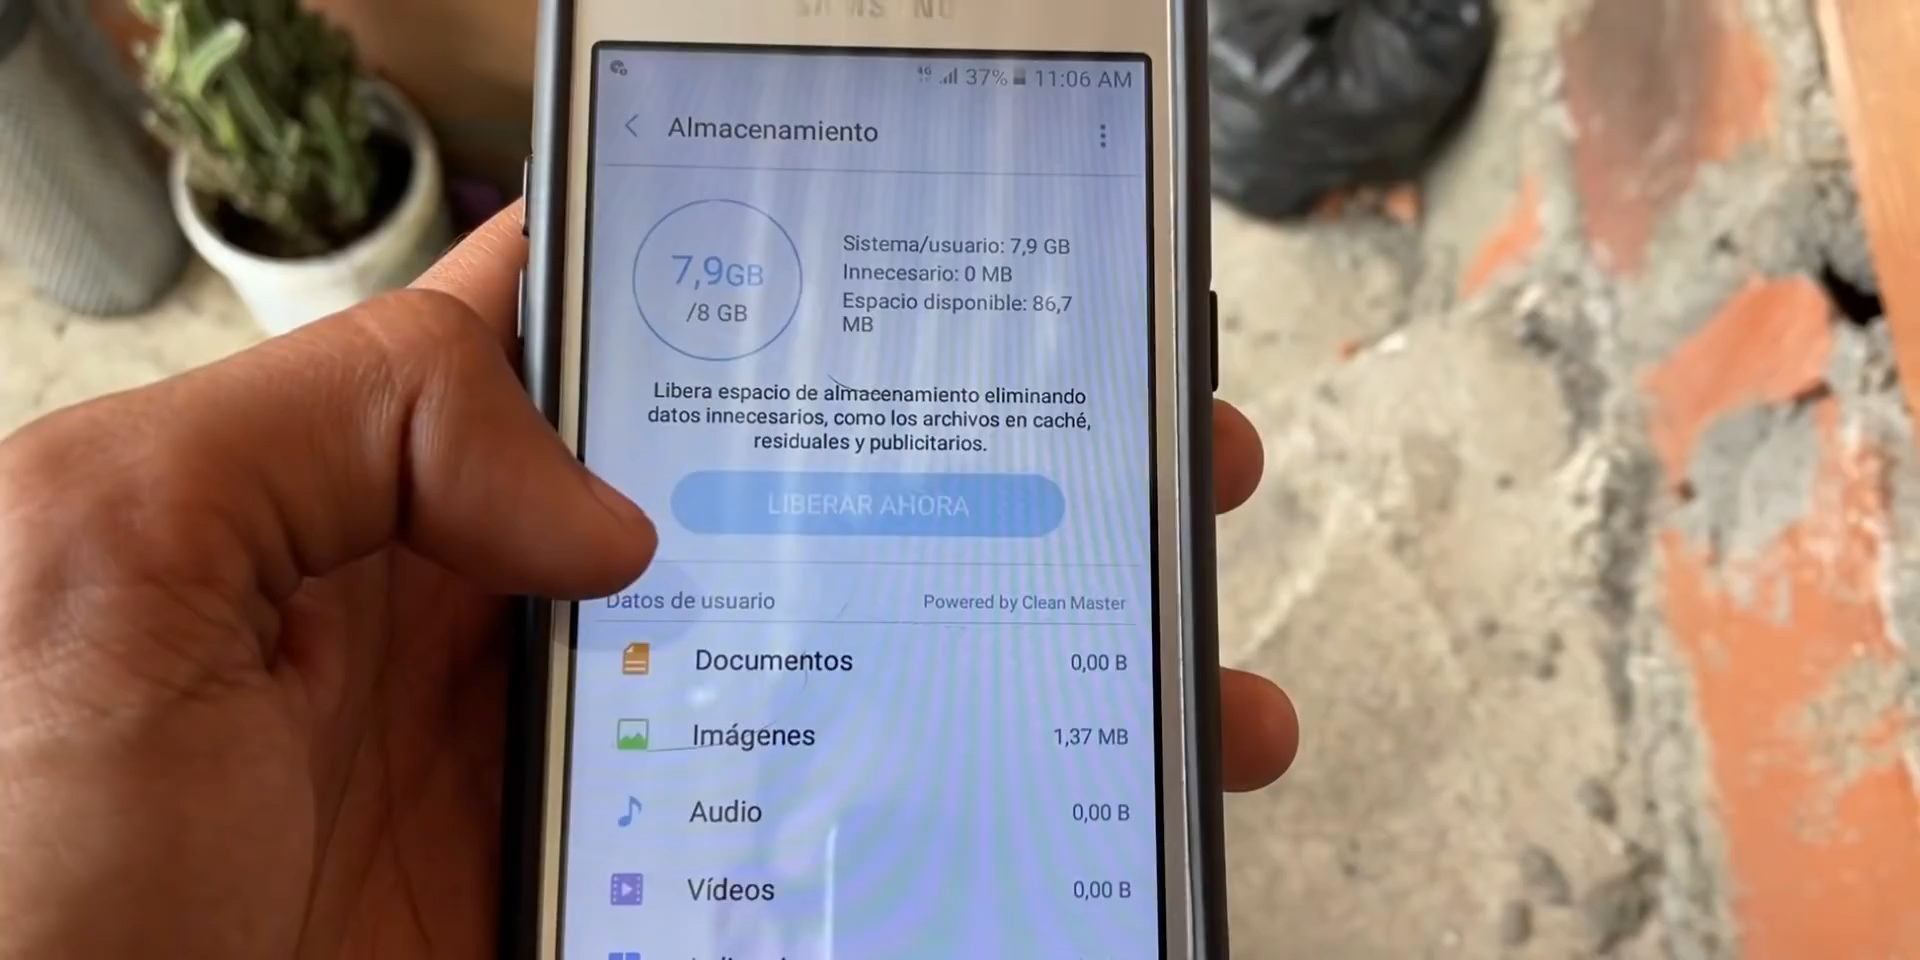 SAMSUNG
4G 37% 11:06 AM
Almacenamiento
7,9GB
/8 GB
Sistema/usuario: 7,9 GB
Innecesario: 0 MB
Espacio disponible: 86,7
MB
Libera espacio de almacenamiento eliminando
datos innecesarios, como los archivos en caché,
residuales y publicitarios.
LIBERAR AHORA
Datos de usuario Powered by Clean Master
Documentos 0,00 B
Imágenes 1,37 MB
Audio 0,00 B
Vídeos 0,00 B